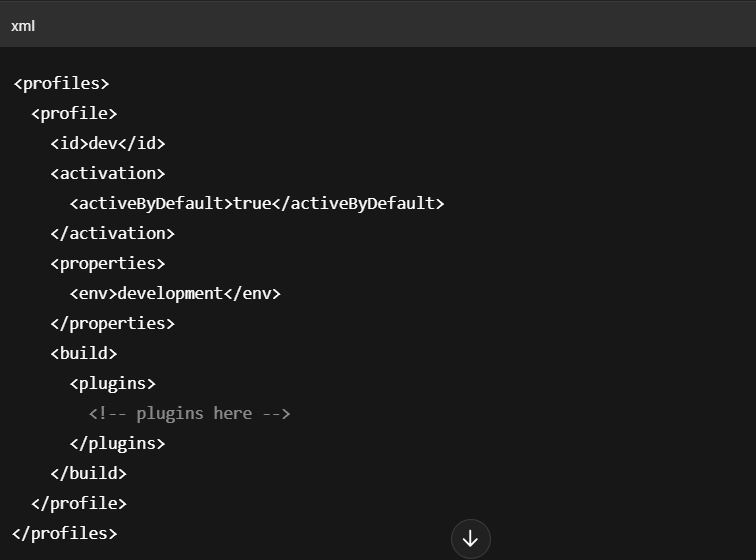 xml
<profiles>
  <profile>
    <id>dev</id>
    <activation>
      <activeByDefault>true</activeByDefault>
    </activation>
    <properties>
      <env>development</env>
    </properties>
    <build>
      <plugins>
        <!-- plugins here -->
      </plugins>
    </build>
  </profile>
</profiles>